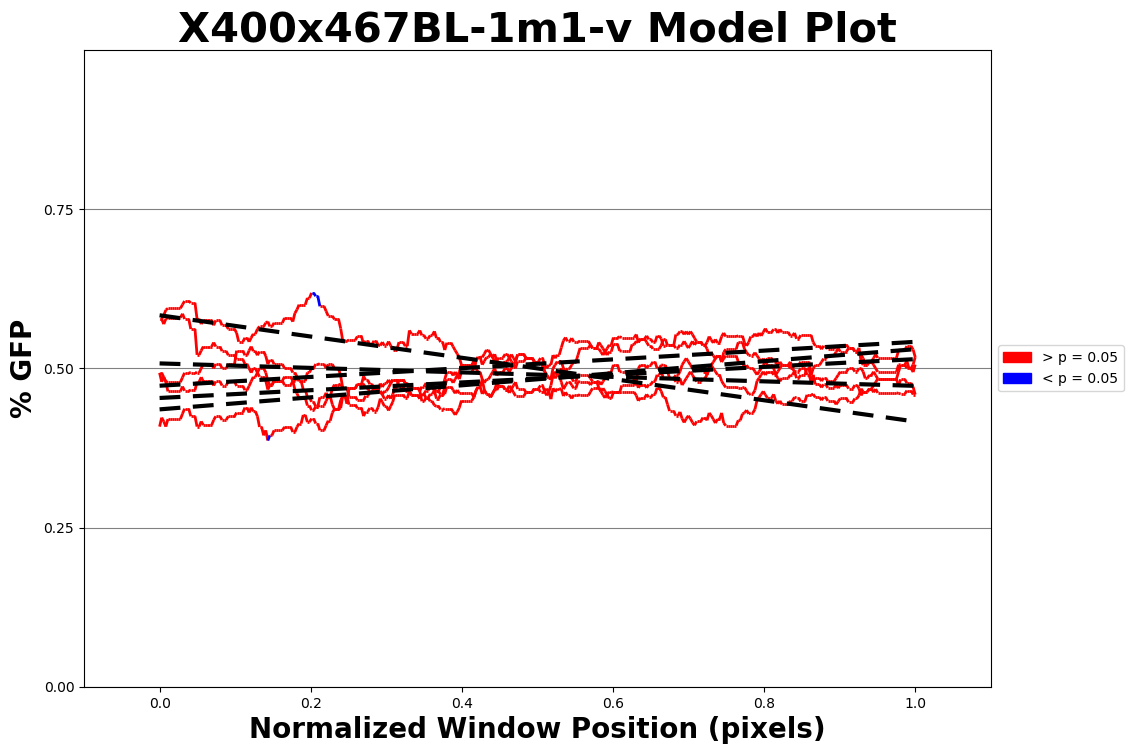 X400x467BL-1m1-v Model Plot
% GFP
0.75
0.50
0.25
0.00
0.0 0.2 0.4 0.6 0.8 1.0
Normalized Window Position (pixels)
> p = 0.05
< p = 0.05